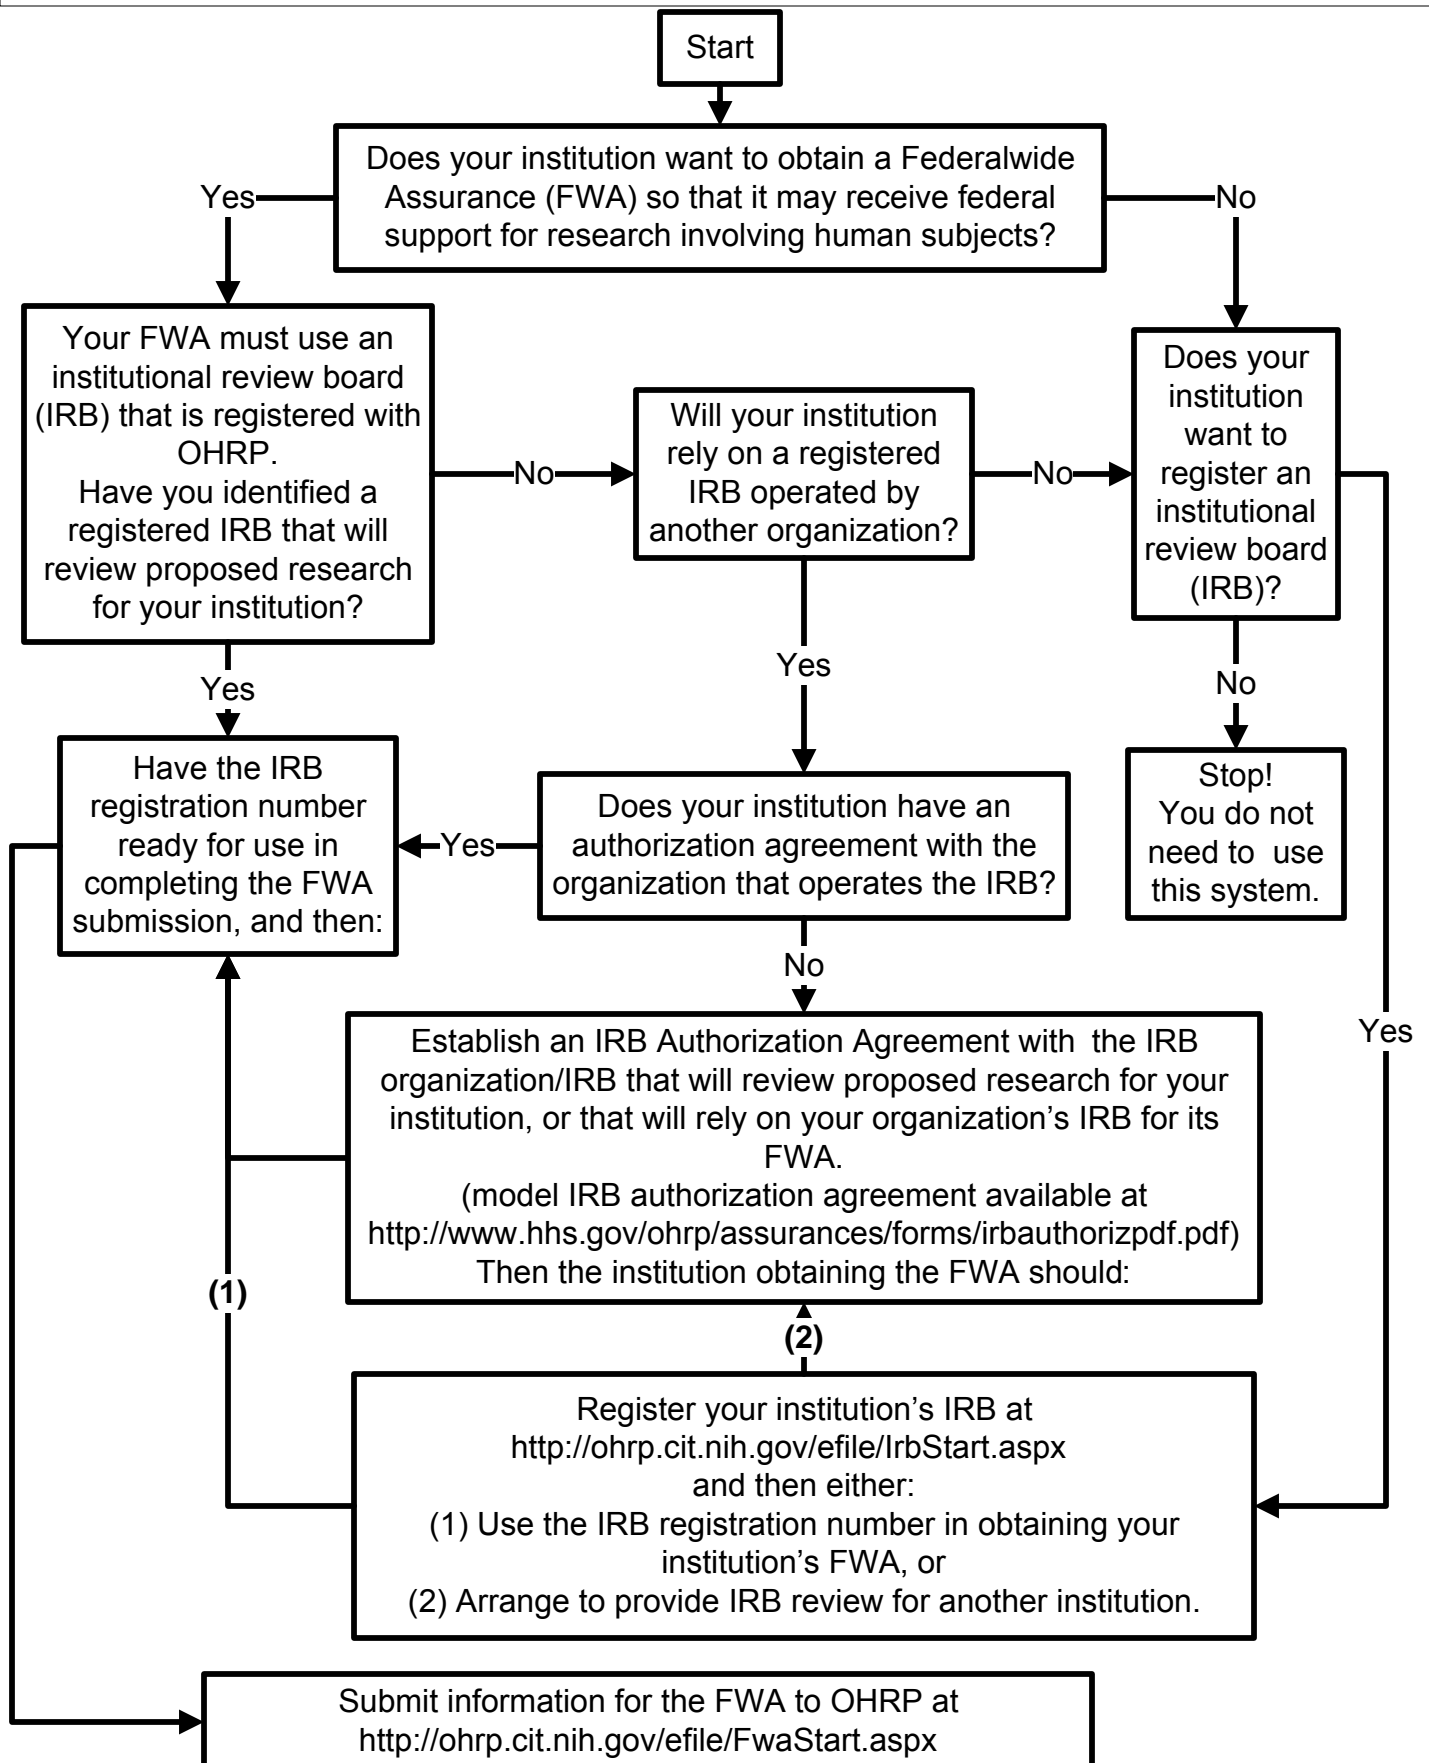 Start
Does your institution want to obtain a Federalwide
Assurance (FWA) so that it may receive federal
support for research involving human subjects?
Yes
No
Your FWA must use an
institutional review board
(IRB) that is registered with
OHRP.
Have you identified a
registered IRB that will
review proposed research
for your institution?
No
Will your institution
rely on a registered
IRB operated by
another organization?
No
Does your
institution
want to
register an
institutional
review board
(IRB)?
Yes
Yes
No
Have the IRB
registration number
ready for use in
completing the FWA
submission, and then:
Yes
Does your institution have an
authorization agreement with the
organization that operates the IRB?
Stop!
You do not
need to  use
this system.
No
Yes
Establish an IRB Authorization Agreement with  the IRB
organization/IRB that will review proposed research for your
institution, or that will rely on your organization’s IRB for its
FWA.
(model IRB authorization agreement available at
http://www.hhs.gov/ohrp/assurances/forms/irbauthorizpdf.pdf)
Then the institution obtaining the FWA should:
(1)
(2)
Register your institution’s IRB at
http://ohrp.cit.nih.gov/efile/IrbStart.aspx
and then either:
(1) Use the IRB registration number in obtaining your
institution’s FWA, or
(2) Arrange to provide IRB review for another institution.
Submit information for the FWA to OHRP at
http://ohrp.cit.nih.gov/efile/FwaStart.aspx